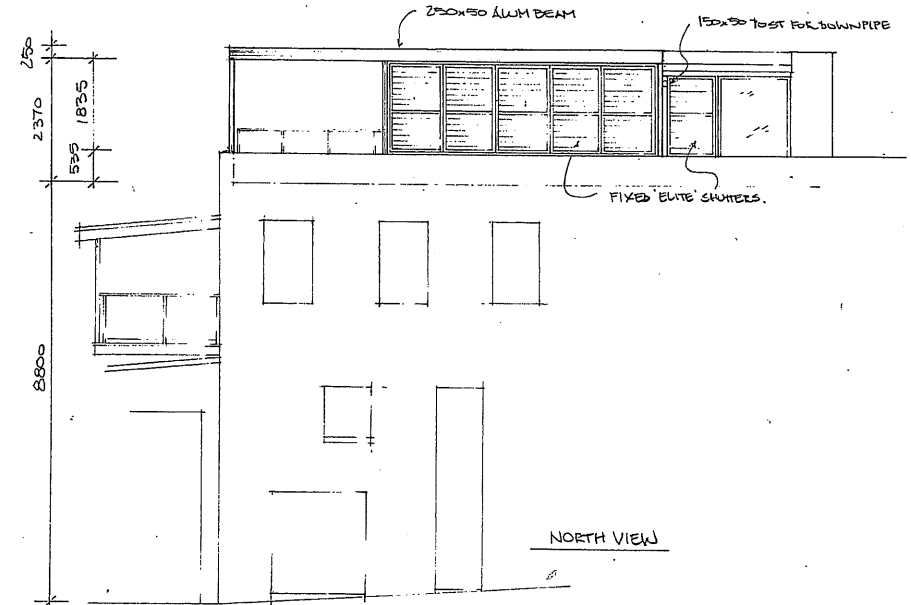 250x50 ALUM BEAM
150x50 POST FOR DOWNPIPE
250
2370
1835
535
FIXED 'ELITE' SHUTTERS.
8800
NORTH VIEW